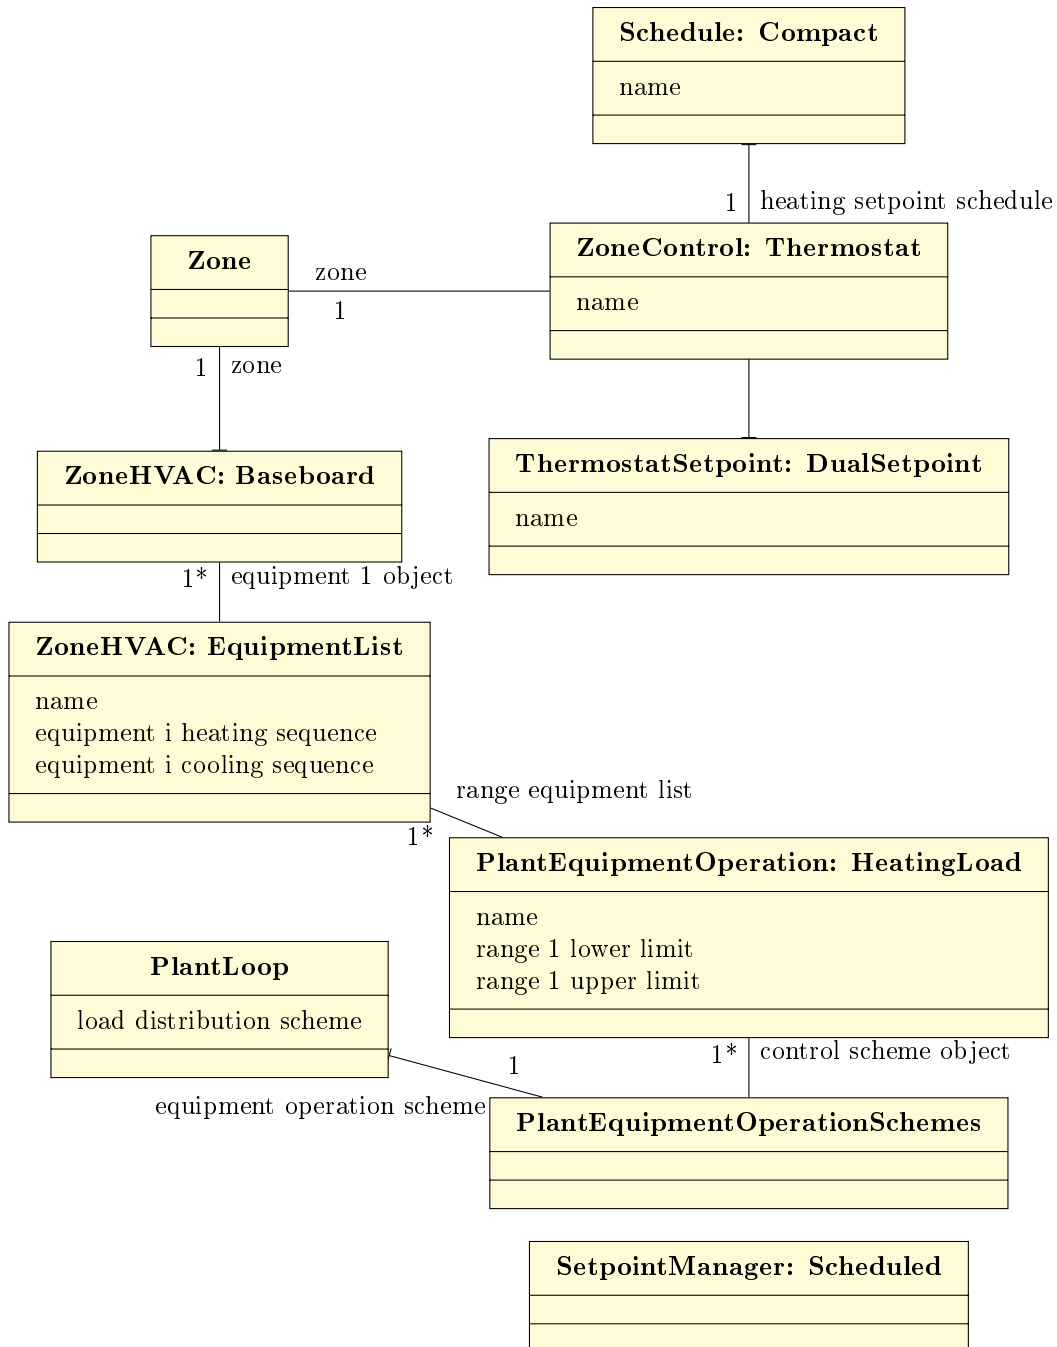 Schedule: Compact
name
1 heating setpoint schedule
Zone
zone
1
ZoneControl: Thermostat
name
1 zone
ZoneHVAC: Baseboard
ThermostatSetpoint: DualSetpoint
name
1* equipment 1 object
ZoneHVAC: EquipmentList
name
equipment i heating sequence
equipment i cooling sequence
range equipment list
1*
PlantEquipmentOperation: HeatingLoad
name
range 1 lower limit
range 1 upper limit
PlantLoop
load distribution scheme
1* control scheme object
1
equipment operation scheme
PlantEquipmentOperationSchemes
SetpointManager: Scheduled